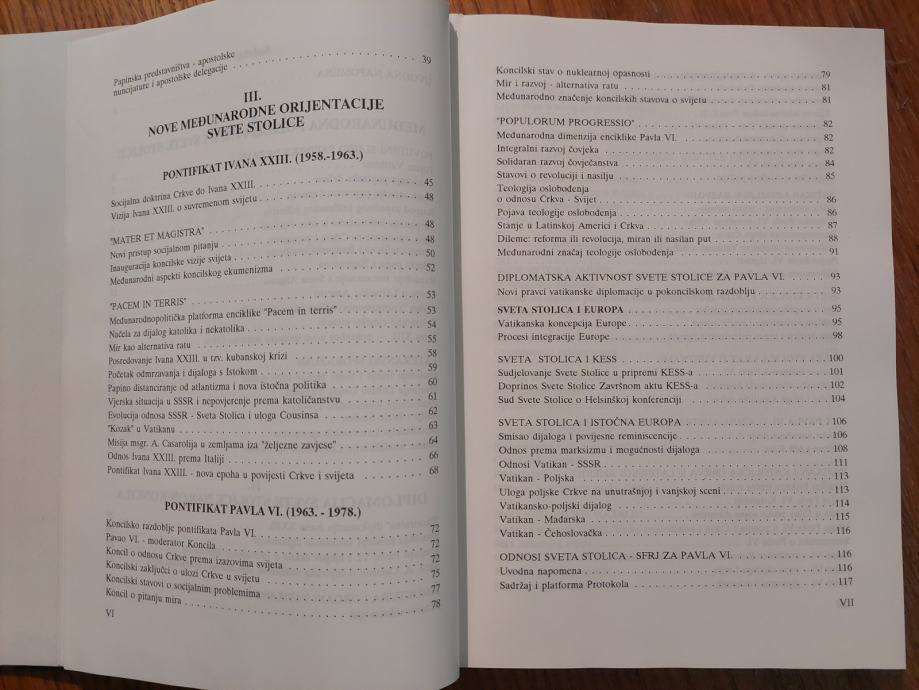 Papinska predstavništva - apostolske
nuncijature i apostolske delegacije . . . . . . . . . . . . . . . . . . . . . . 39
III.
NOVE MEĐUNARODNE ORIJENTACIJE
SVETE STOLICE
PONTIFIKAT IVANA XXIII. (1958.-1963.)
Socijalna doktrina Crkve do Ivana XXIII. . . . . . . . . . . . . . . . . . . 45
Vizija Ivana XXIII. o suvremenom svijetu . . . . . . . . . . . . . . . . . . 48
"MATER ET MAGISTRA" . . . . . . . . . . . . . . . . . . . . . . . . . . . 48
Novi pristup socijalnom pitanju . . . . . . . . . . . . . . . . . . . . . . . 48
Inauguracija koncilske vizije svijeta . . . . . . . . . . . . . . . . . . . . . 50
Međunarodni aspekti koncilskog ekumenizma . . . . . . . . . . . . . . . . 52
"PACEM IN TERRIS" . . . . . . . . . . . . . . . . . . . . . . . . . . . . . 53
Međunarodnopolitička platforma enciklike "Pacem in terris" . . . . . . . . . 53
Načela za dijalog katolika i nekatolika . . . . . . . . . . . . . . . . . . . . 54
Mir kao alternativa ratu . . . . . . . . . . . . . . . . . . . . . . . . . . . 55
Posredovanje Ivana XXIII. u tzv. kubanskoj krizi . . . . . . . . . . . . . . 58
Početak odmrzavanja i dijaloga s Istokom . . . . . . . . . . . . . . . . . . 59
Papino distanciranje od atlantizma i nova istočna politika . . . . . . . . . . 60
Vjerska situacija u SSSR i nepovjerenje prema katoličanstvu . . . . . . . . . 61
Evolucija odnosa SSSR - Sveta Stolica i uloga Cousinsa . . . . . . . . . . . 62
"Kozak" u Vatikanu . . . . . . . . . . . . . . . . . . . . . . . . . . . . . 63
Misija msgr. A. Casarolija u zemljama iza "željezne zavjese" . . . . . . . . . 64
Odnos Ivana XXIII. prema Italiji . . . . . . . . . . . . . . . . . . . . . . . 66
Pontifikat Ivana XXIII. - nova epoha u povijesti Crkve i svijeta . . . . . . . 68
PONTIFIKAT PAVLA VI. (1963. - 1978.)
Koncilsko razdoblje pontifikata Pavla VI. . . . . . . . . . . . . . . . . . . 72
Pavao VI. - moderator Koncila . . . . . . . . . . . . . . . . . . . . . . . . 72
Koncil o odnosu Crkve prema izazovima svijeta . . . . . . . . . . . . . . . 72
Koncilski zaključci o ulozi Crkve u svijetu . . . . . . . . . . . . . . . . . . 75
Koncilski stavovi o socijalnim problemima . . . . . . . . . . . . . . . . . . 77
Koncil o pitanju mira . . . . . . . . . . . . . . . . . . . . . . . . . . . . . 78
VI
Koncilski stav o nuklearnoj opasnosti . . . . . . . . . . . . . . . . . . . . 79
Mir i razvoj - alternativa ratu . . . . . . . . . . . . . . . . . . . . . . . . 81
Međunarodno značenje koncilskih stavova o svijetu . . . . . . . . . . . . . 81
"POPULORUM PROGRESSIO" . . . . . . . . . . . . . . . . . . . . . . . . 82
Međunarodna dimenzija enciklike Pavla VI. . . . . . . . . . . . . . . . . . 82
Integralni razvoj čovjeka . . . . . . . . . . . . . . . . . . . . . . . . . . . 82
Solidaran razvoj čovječanstva . . . . . . . . . . . . . . . . . . . . . . . . . 84
Stavovi o revoluciji i nasilju . . . . . . . . . . . . . . . . . . . . . . . . . 85
Teologija oslobođenja
o odnosu Crkva - Svijet . . . . . . . . . . . . . . . . . . . . . . . . . . . . 86
Pojava teologije oslobođenja . . . . . . . . . . . . . . . . . . . . . . . . . 86
Stanje u Latinskoj Americi i Crkva . . . . . . . . . . . . . . . . . . . . . . 87
Dileme: reforma ili revolucija, miran ili nasilan put . . . . . . . . . . . . . 88
Međunarodni značaj teologije oslobođenja . . . . . . . . . . . . . . . . . . 91
DIPLOMATSKA AKTIVNOST SVETE STOLICE ZA PAVLA VI. . . . . . . 93
Novi pravci vatikanske diplomacije u pokoncilskom razdoblju . . . . . . . . 93
SVETA STOLICA I EUROPA . . . . . . . . . . . . . . . . . . . . . . . . . 95
Vatikanska koncepcija Europe . . . . . . . . . . . . . . . . . . . . . . . . 95
Procesi integracije Europe . . . . . . . . . . . . . . . . . . . . . . . . . . 98
SVETA STOLICA I KESS . . . . . . . . . . . . . . . . . . . . . . . . . . 100
Sudjelovanje Svete Stolice u pripremi KESS-a . . . . . . . . . . . . . . . . 101
Doprinos Svete Stolice Završnom aktu KESS-a . . . . . . . . . . . . . . . 102
Sud Svete Stolice o Helsinškoj konferenciji . . . . . . . . . . . . . . . . . 104
SVETA STOLICA I ISTOČNA EUROPA . . . . . . . . . . . . . . . . . . . 106
Smisao dijaloga i povijesne reminiscencije . . . . . . . . . . . . . . . . . . 106
Odnos prema marksizmu i mogućnosti dijaloga . . . . . . . . . . . . . . . 108
Odnosi Vatikan - SSSR . . . . . . . . . . . . . . . . . . . . . . . . . . . . 111
Vatikan - Poljska . . . . . . . . . . . . . . . . . . . . . . . . . . . . . . . 113
Uloga poljske Crkve na unutrašnjoj i vanjskoj sceni . . . . . . . . . . . . . 113
Vatikansko-poljski dijalog . . . . . . . . . . . . . . . . . . . . . . . . . . . 114
Vatikan - Mađarska . . . . . . . . . . . . . . . . . . . . . . . . . . . . . . 115
Vatikan - Čehoslovačka . . . . . . . . . . . . . . . . . . . . . . . . . . . . 116
ODNOSI SVETA STOLICA - SFRJ ZA PAVLA VI. . . . . . . . . . . . . . . 116
Uvodna napomena . . . . . . . . . . . . . . . . . . . . . . . . . . . . . . . 116
Sadržaj i platforma Protokola . . . . . . . . . . . . . . . . . . . . . . . . . 117
VII